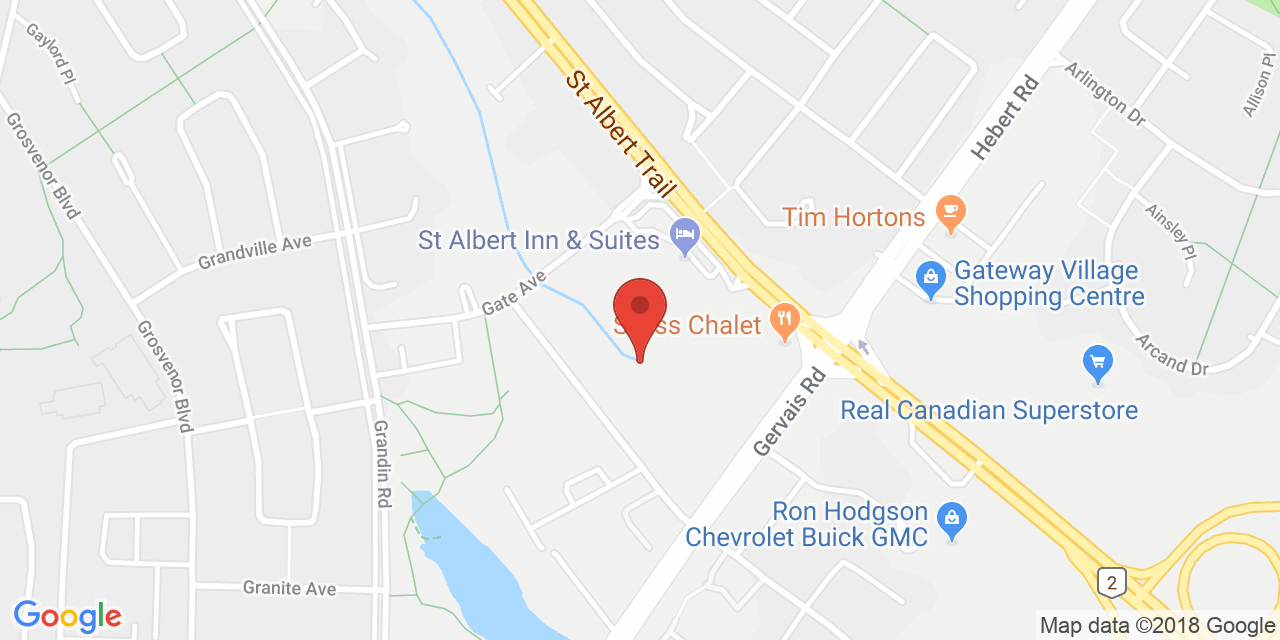 Gaylord Pl
Grosvenor Blvd
St Albert Trail
Hebert Rd
Arlington Dr
Allison Pl
Ainsley Pl
Tim Hortons
Grandville Ave
St Albert Inn & Suites
Gate Ave
Gateway Village
Shopping Centre
Chalet
Arcand Dr
Grosvenor Blvd
Real Canadian Superstore
Gervais Rd
Grandin Rd
Ron Hodgson
Chevrolet Buick GMC
2
Granite Ave
Google
Map data ©2018 Google